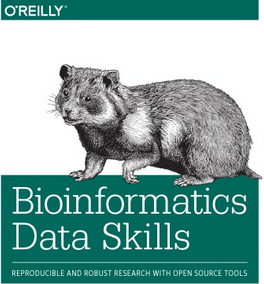 O'REILLY®
Bioinformatics
Data Skills
REPRODUCIBLE AND ROBUST RESEARCH WITH OPEN SOURCE TOOLS